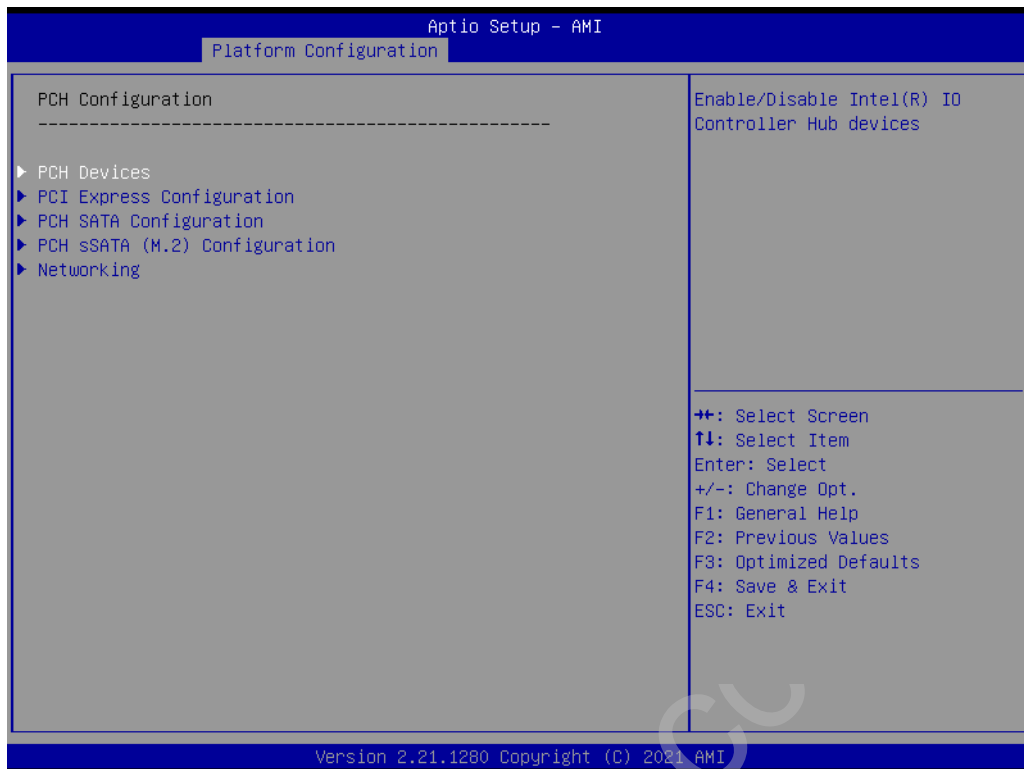 Aptio Setup - AMI
Platform Configuration
PCH Configuration
--------------------------------------------------
PCH Devices
PCI Express Configuration
PCH SATA Configuration
PCH sSATA (M.2) Configuration
Networking
Enable/Disable Intel(R) IO
Controller Hub devices
→←: Select Screen
↑↓: Select Item
Enter: Select
+/-: Change Opt.
F1: General Help
F2: Previous Values
F3: Optimized Defaults
F4: Save & Exit
ESC: Exit
Version 2.21.1280 Copyright (C) 2021 AMI